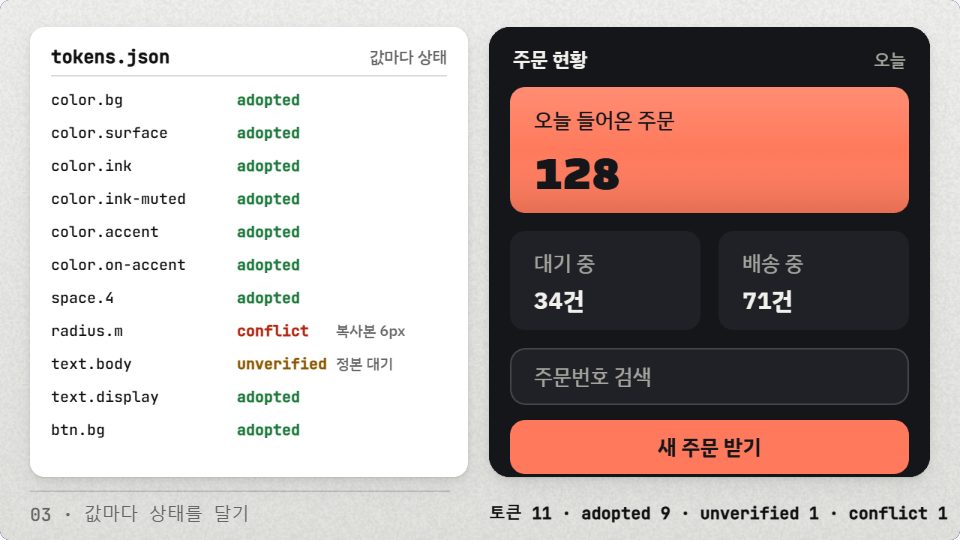 tokens.json 값마다 상태
color.bg adopted
color.surface adopted
color.ink adopted
color.ink-muted adopted
color.accent adopted
color.on-accent adopted
space.4 adopted
radius.m conflict 복사본 6px
text.body unverified 정본 대기
text.display adopted
btn.bg adopted
03 · 값마다 상태를 달기
주문 현황 오늘
오늘 들어온 주문
128
대기 중
34건
배송 중
71건
주문번호 검색
새 주문 받기
토큰 11 · adopted 9 · unverified 1 · conflict 1